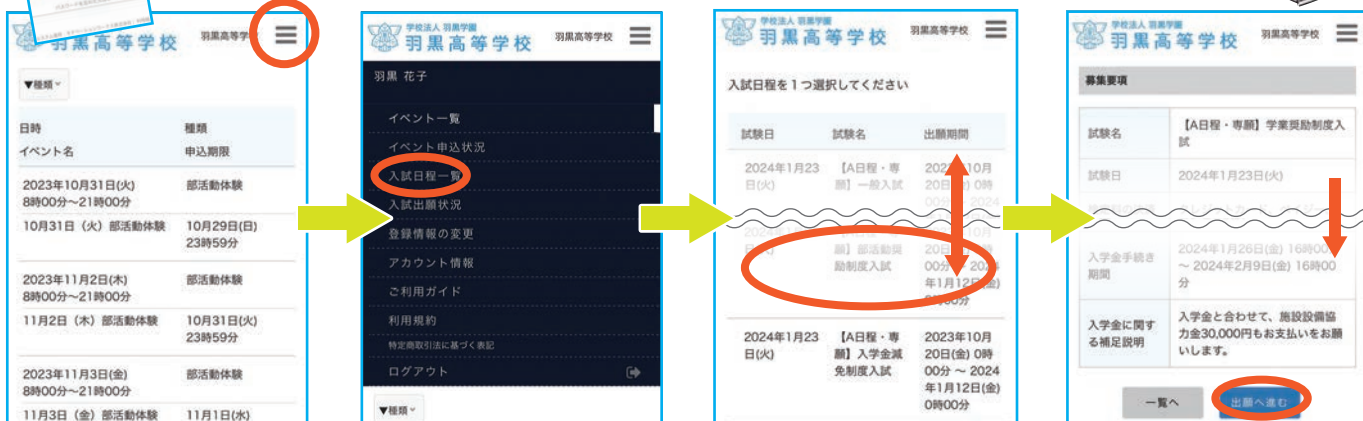 羽黒高等学校
羽黒高等学校
▼種類
日時
種類
イベント名
申込期限
2023年10月31日(火)
8時00分~21時00分
部活動体験
10月31日（火）部活動体験
10月29日(日)
23時59分
2023年11月2日(木)
8時00分~21時00分
部活動体験
11月2日（木）部活動体験
10月31日(火)
23時59分
2023年11月3日(金)
8時00分~21時00分
部活動体験
11月3日（金）部活動体験
11月1日(水)
学校法人 羽黒学園
羽黒高等学校
羽黒高等学校
羽黒 花子
イベント一覧
イベント申込状況
入試日程一覧
入試出願状況
登録情報の変更
アカウント情報
ご利用ガイド
利用規約
特定商取引法に基づく表記
ログアウト
▼種類
学校法人 羽黒学園
羽黒高等学校
羽黒高等学校
入試日程を1つ選択してください
試験日
試験名
出願期間
2024年1月23
日(火)
【A日程・専
願】一般入試
2023年10月
20日(金) 0時
00分 ~ 2024
願】部活動奨
励制度入試
年1月12日(金)
0時00分
2024年1月23
日(火)
【A日程・専
願】入学金減
免制度入試
2023年10月
20日(金) 0時
00分 ~ 2024
年1月12日(金)
0時00分
学校法人 羽黒学園
羽黒高等学校
羽黒高等学校
募集要項
試験名
【A日程・専願】学業奨励制度入
試
試験日
2024年1月23日(火)
入学金手続き
期間
2024年1月26日(金) 16時00
~ 2024年2月9日(金) 16時00
分
入学金に関す
る補足説明
入学金と合わせて、施設設備協
力金30,000円もお支払いをお願
いします。
一覧へ
出願へ進む